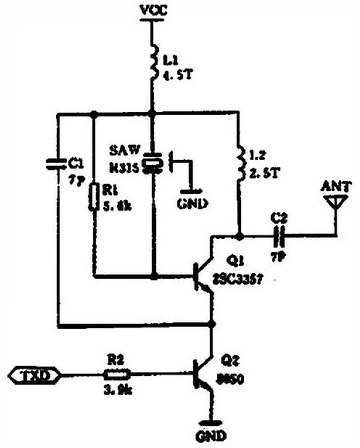 VCC
L1
4.5T
C1
7P
SAW
R315
GND
R1
5.4k
L2
2.5T
ANT
C2
7P
Q1
2SC3357
TXD
R2
3.9k
Q2
8050
GND